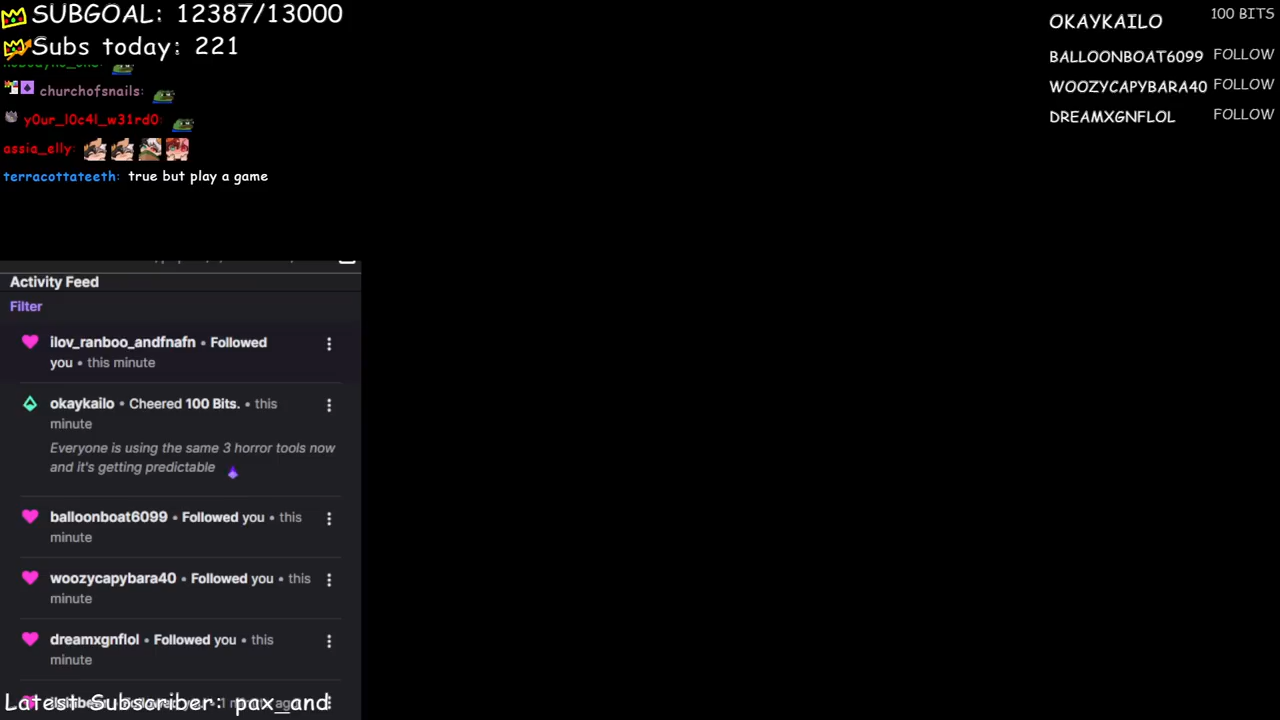 SUBGOAL: 12387/13000
Subs today: 221
churchofsnails:
y0ur_l0c4l_w31rd0:
assia_elly:
terracottateeth: true but play a game
OKAYKAILO 100 BITS
BALLOONBOAT6099 FOLLOW
WOOZYCAPYBARA40 FOLLOW
DREAMXGNFLOL FOLLOW
Activity Feed
Filter
ilov_ranboo_andfnafn • Followed
you • this minute
okaykailo • Cheered 100 Bits. • this
minute
Everyone is using the same 3 horror tools now
and it's getting predictable
balloonboat6099 • Followed you • this
minute
woozycapybara40 • Followed you • this
minute
dreamxgnflol • Followed you • this
minute
Latest Subscriber: pax_and